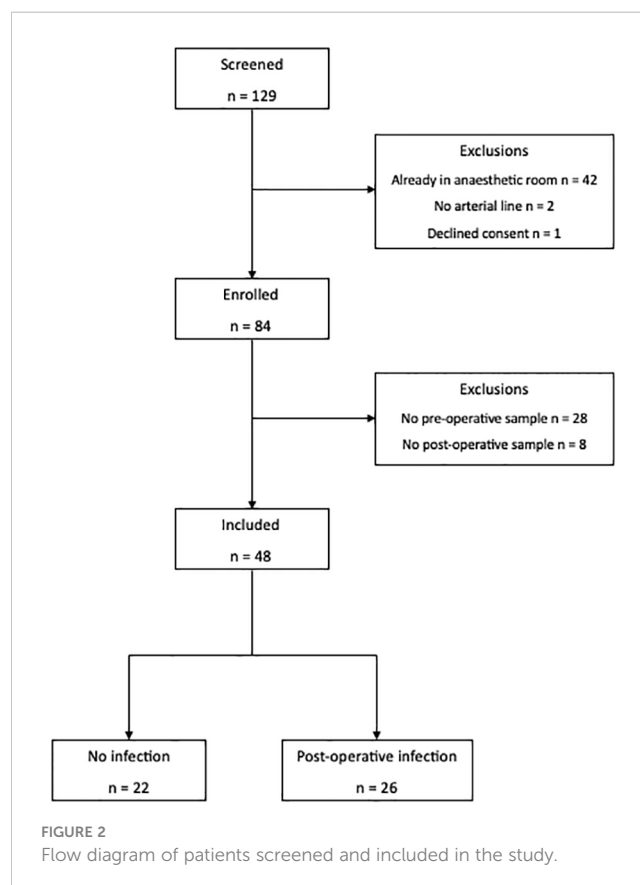 Screened
n = 129
Exclusions
Already in anaesthetic room n = 42
No arterial line n = 2
Declined consent n = 1
Enrolled
n = 84
Exclusions
No pre-operative sample n = 28
No post-operative sample n = 8
Included
n = 48
No infection
n = 22
Post-operative infection
n = 26
FIGURE 2
Flow diagram of patients screened and included in the study.